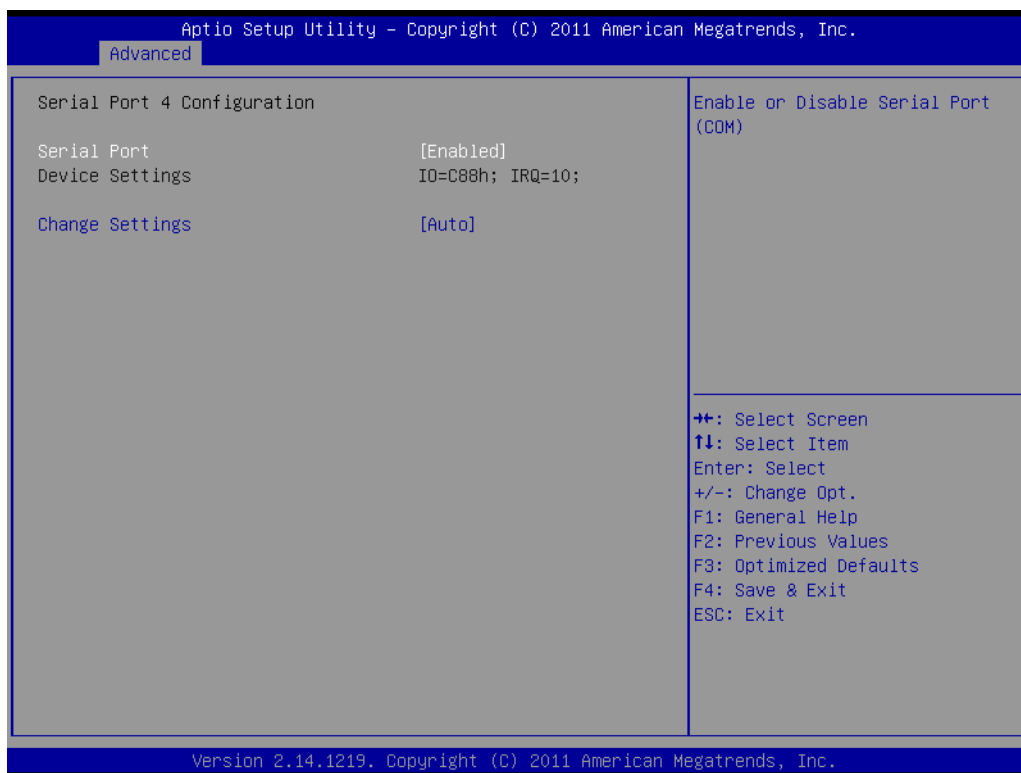 Aptio Setup Utility – Copyright (C) 2011 American Megatrends, Inc.
Advanced
Serial Port 4 Configuration
Serial Port [Enabled]
Device Settings IO=C88h; IRQ=10;
Change Settings [Auto]
Enable or Disable Serial Port
(COM)
→←: Select Screen
↑↓: Select Item
Enter: Select
+/-: Change Opt.
F1: General Help
F2: Previous Values
F3: Optimized Defaults
F4: Save & Exit
ESC: Exit
Version 2.14.1219. Copyright (C) 2011 American Megatrends, Inc.